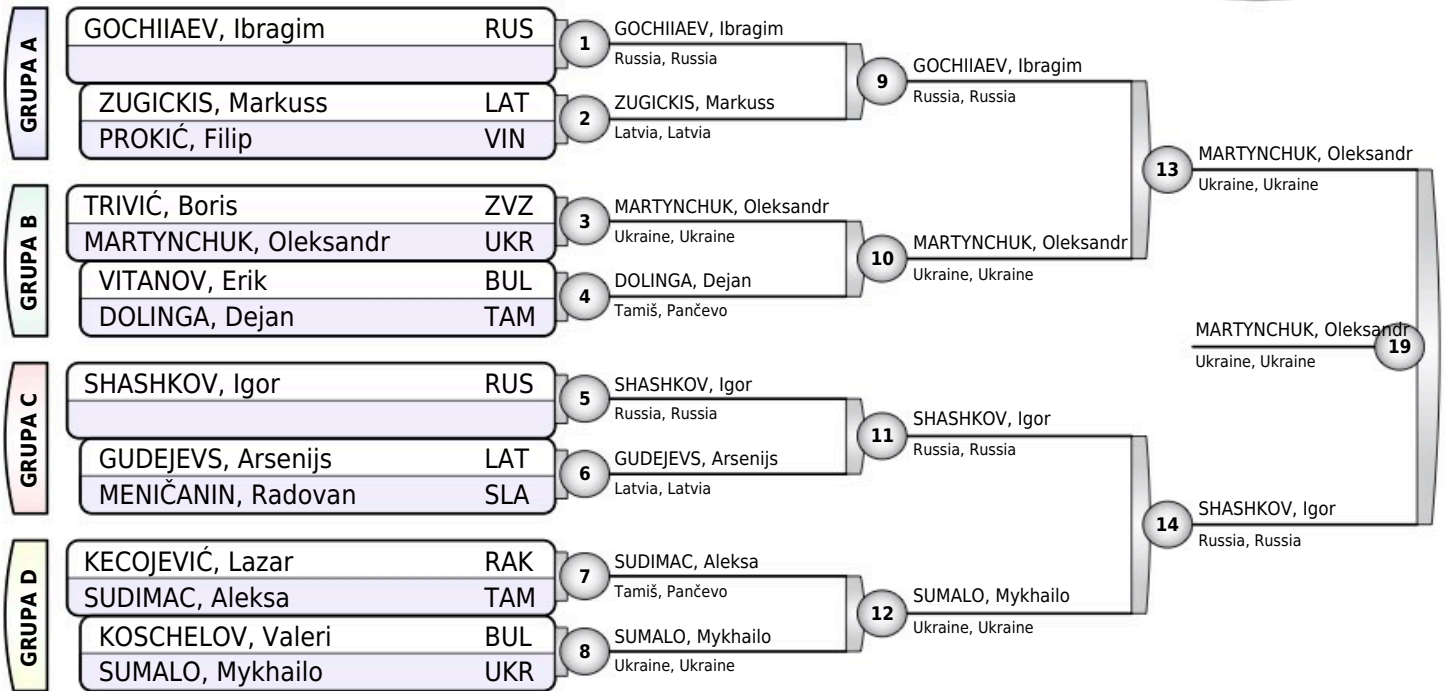 GRUPA A
GOCHIIAEV, Ibragim RUS
ZUGICKIS, Markuss LAT
PROKIĆ, Filip VIN
GRUPA B
TRIVIĆ, Boris ZVZ
MARTYNCHUK, Oleksandr UKR
VITANOV, Erik BUL
DOLINGA, Dejan TAM
GRUPA C
SHASHKOV, Igor RUS
GUDEJEVS, Arsenijs LAT
MENIČANIN, Radovan SLA
GRUPA D
KECOJEVIĆ, Lazar RAK
SUDIMAC, Aleksa TAM
KOSCHELOV, Valeri BUL
SUMALO, Mykhailo UKR
1
GOCHIIAEV, Ibragim
Russia, Russia
2
ZUGICKIS, Markuss
Latvia, Latvia
3
MARTYNCHUK, Oleksandr
Ukraine, Ukraine
4
DOLINGA, Dejan
Tamiš, Pančevo
5
SHASHKOV, Igor
Russia, Russia
6
GUDEJEVS, Arsenijs
Latvia, Latvia
7
SUDIMAC, Aleksa
Tamiš, Pančevo
8
SUMALO, Mykhailo
Ukraine, Ukraine
9
GOCHIIAEV, Ibragim
Russia, Russia
10
MARTYNCHUK, Oleksandr
Ukraine, Ukraine
11
SHASHKOV, Igor
Russia, Russia
12
SUMALO, Mykhailo
Ukraine, Ukraine
13
MARTYNCHUK, Oleksandr
Ukraine, Ukraine
14
SHASHKOV, Igor
Russia, Russia
MARTYNCHUK, Oleksandr
Ukraine, Ukraine
19